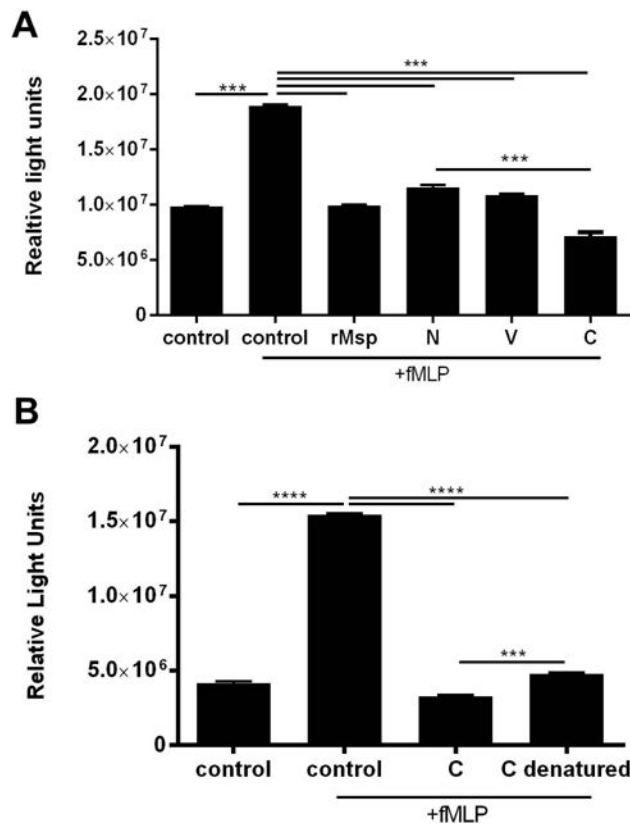 A
Realtive light units
2.5×10⁷
2.0×10⁷
1.5×10⁷
1.0×10⁷
5.0×10⁶
0
***
***
***
control control rMsp N V C
+fMLP
B
Relative Light Units
2.0×10⁷
1.5×10⁷
1.0×10⁷
5.0×10⁶
0
****
****
***
control control C C denatured
+fMLP